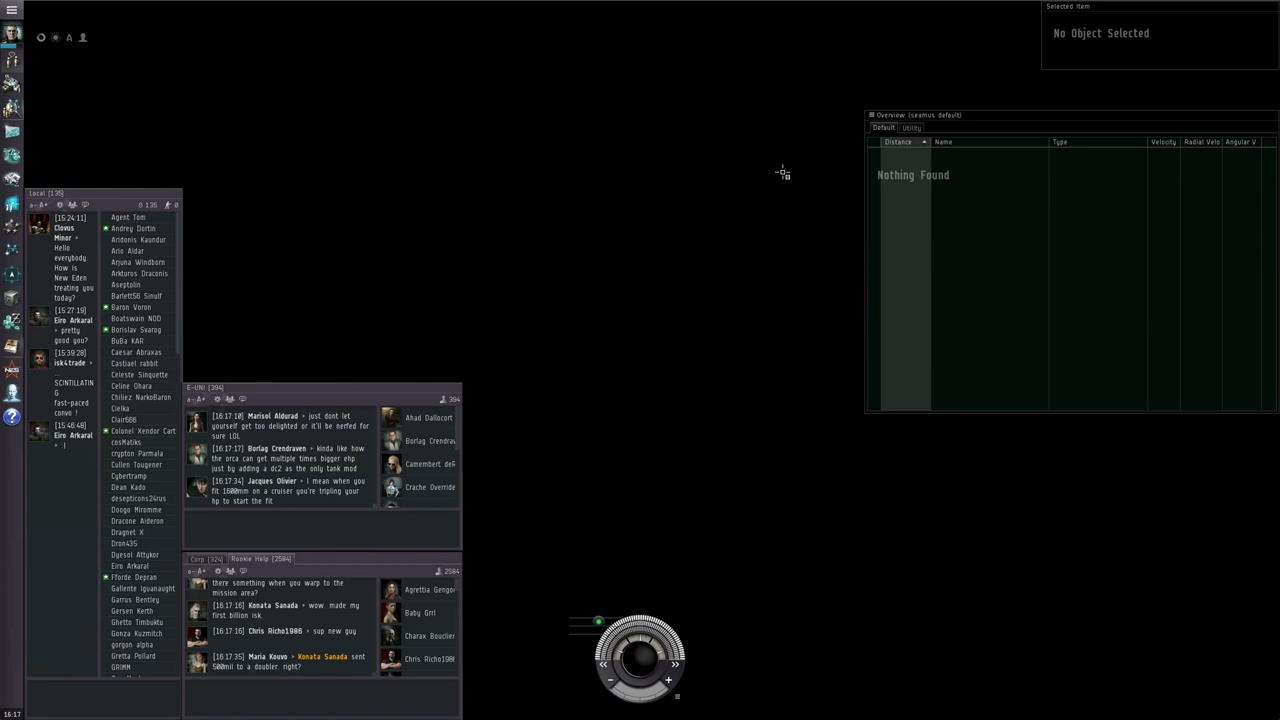 Selected Item
No Object Selected
A
Overview (seamus default)
Default Utility
Distance Name Type Velocity Radial Velo Angular V
Nothing Found
Local [135]
a- A+ 0 135 0
[15:24:11]
Clovus
Minor >
Hello
everybody.
How is
New Eden
treating you
today?
[15:27:19]
Eiro Arkaral
> pretty
good you?
[15:39:28]
isk4trade >
...
SCINTILLATIN
G
fast-paced
convo !
[15:46:48]
Eiro Arkaral
> :|
Agent Tom
Andrey Dortin
Aridonis Kaundur
Ario Aldar
Arjuna Windborn
Arkturos Draconis
Aseptolin
Barlett56 Sinulf
Baron Voron
Boatswain NOD
Borislav Svarog
BuBa KAR
Caesar Abraxas
Castiael rabbit
Celeste Sinquette
Celine Ohara
Chiliez NarkoBaron
Cielka
Clair666
Colonel Xendor Cart
cosMatiks
crypton Parmala
Cullen Tougener
Cybertramp
Dean Kado
desepticons24rus
Doogo Miromme
Dracone Aideron
Dragnet X
Dron435
Dyesol Attykor
Eiro Arkaral
Fforde Depran
Gallente Iguanaught
Garrus Bentley
Gersen Kerth
Ghetto Timbuktu
Gonza Kuzmitch
gorgon alpha
Gretta Pollard
GRIMM
E-UNI [394]
a- A+ 394
[16:17:10] Marisol Aldurad > just dont let
yourself get too delighted or it'll be nerfed for
sure LOL
[16:17:17] Borlag Crendraven > kinda like how
the orca can get multiple times bigger ehp
just by adding a dc2 as the only tank mod
[16:17:34] Jacques Olivier > I mean when you
fit 1600mm on a cruiser you're tripling your
hp to start the fit
Ahad Dallocort
Borlag Crendrav
Camembert deF
Crache Override
Corp [324] Rookie Help [2584]
a- A+ 2584
there something when you warp to the
mission area?
[16:17:16] Konata Sanada > wow. made my
first billion isk.
[16:17:16] Chris Richo1986 > sup new guy
[16:17:35] Maria Kouvo > Konata Sanada sent
500mil to a doubler, right?
Agrettia Gengo
Baby Grrl
Charax Bouclier
Chris Richo198
NES
?
16:17